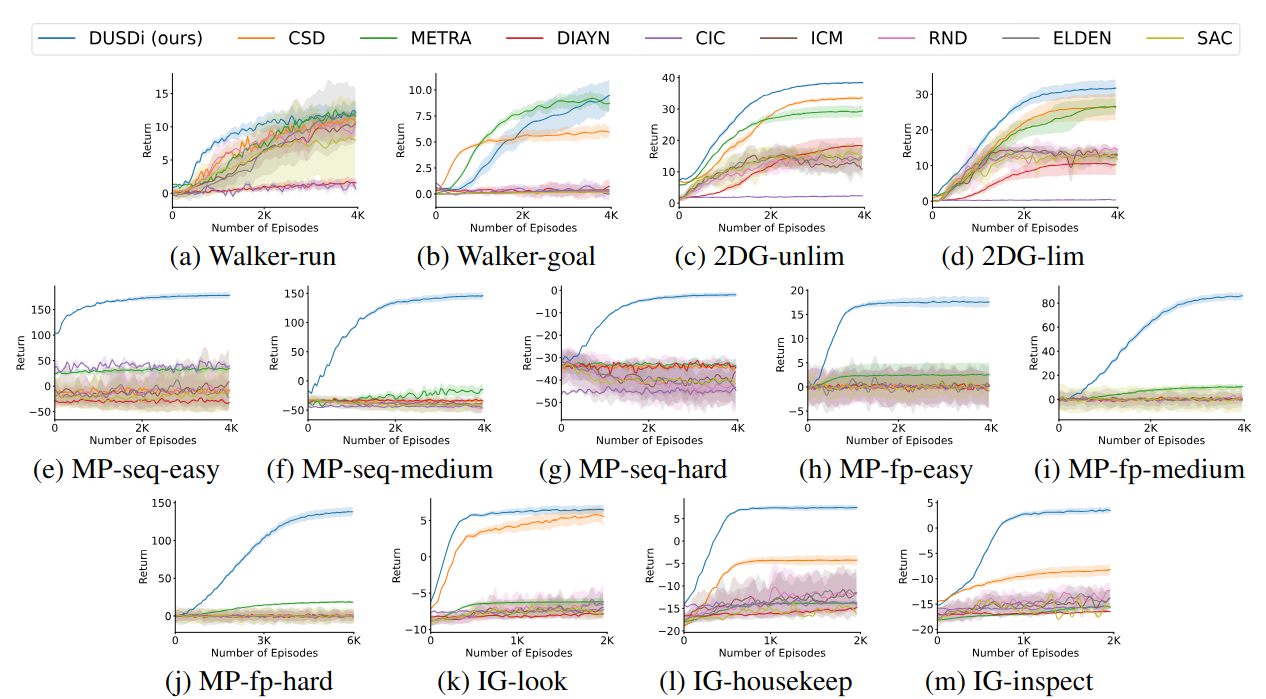 DUSDi (ours) CSD METRA DIAYN CIC ICM RND ELDEN SAC
Return 15 10 5 0 0 2K 4K Number of Episodes
(a) Walker-run
Return 10.0 7.5 5.0 2.5 0.0 0 2K 4K Number of Episodes
(b) Walker-goal
Return 40 30 20 10 0 0 2K 4K Number of Episodes
(c) 2DG-unlim
Return 30 20 10 0 0 2K 4K Number of Episodes
(d) 2DG-lim
Return 150 100 50 0 −50 0 2K 4K Number of Episodes
(e) MP-seq-easy
Return 150 100 50 0 −50 0 2K 4K Number of Episodes
(f) MP-seq-medium
Return 0 −10 −20 −30 −40 −50 0 2K 4K Number of Episodes
(g) MP-seq-hard
Return 20 15 10 5 0 −5 0 2K 4K Number of Episodes
(h) MP-fp-easy
Return 80 60 40 20 0 0 2K 4K Number of Episodes
(i) MP-fp-medium
Return 150 100 50 0 0 3K 6K Number of Episodes
(j) MP-fp-hard
Return 5 0 −5 −10 0 1K 2K Number of Episodes
(k) IG-look
Return 5 0 −5 −10 −15 −20 0 1K 2K Number of Episodes
(l) IG-housekeep
Return 5 0 −5 −10 −15 −20 0 1K 2K Number of Episodes
(m) IG-inspect